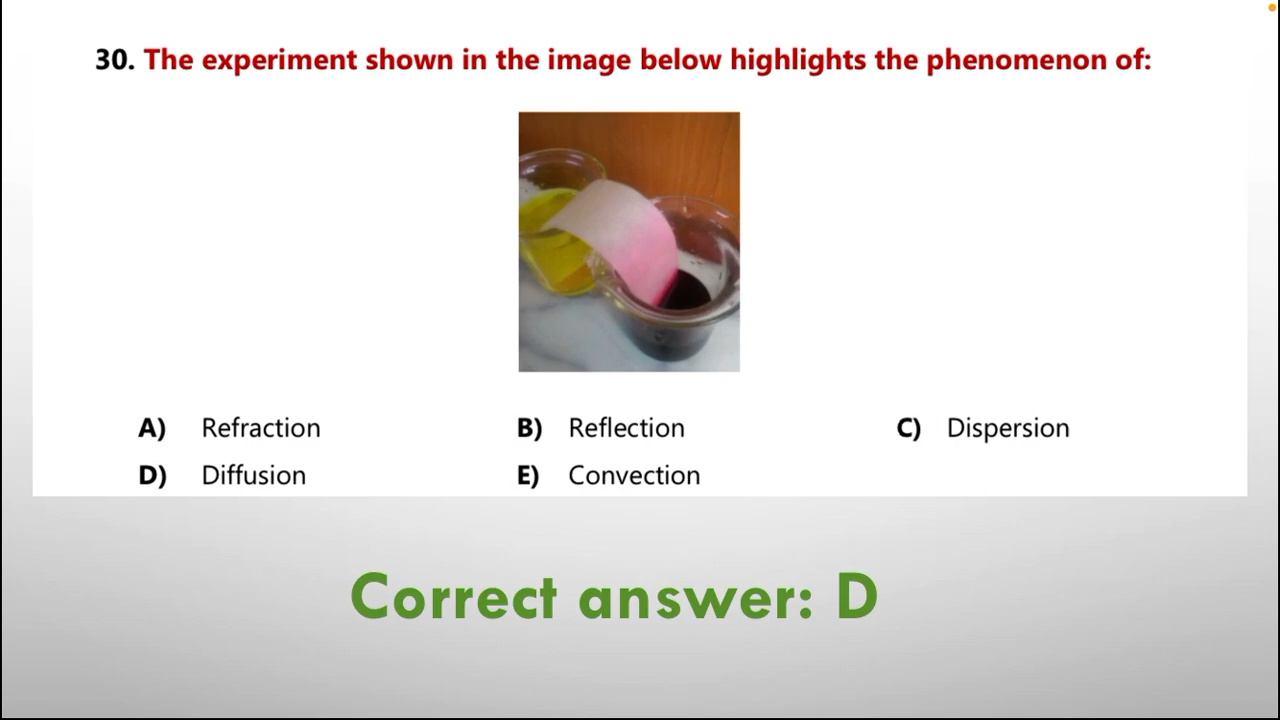 30. The experiment shown in the image below highlights the phenomenon of:
A) Refraction B) Reflection C) Dispersion
D) Diffusion E) Convection
Correct answer: D